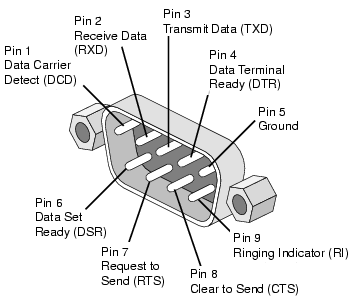 Pin 1
Data Carrier
Detect (DCD)
Pin 2
Receive Data
(RXD)
Pin 3
Transmit Data (TXD)
Pin 4
Data Terminal
Ready (DTR)
Pin 5
Ground
Pin 6
Data Set
Ready (DSR)
Pin 7
Request to
Send (RTS)
Pin 8
Clear to Send (CTS)
Pin 9
Ringing Indicator (RI)